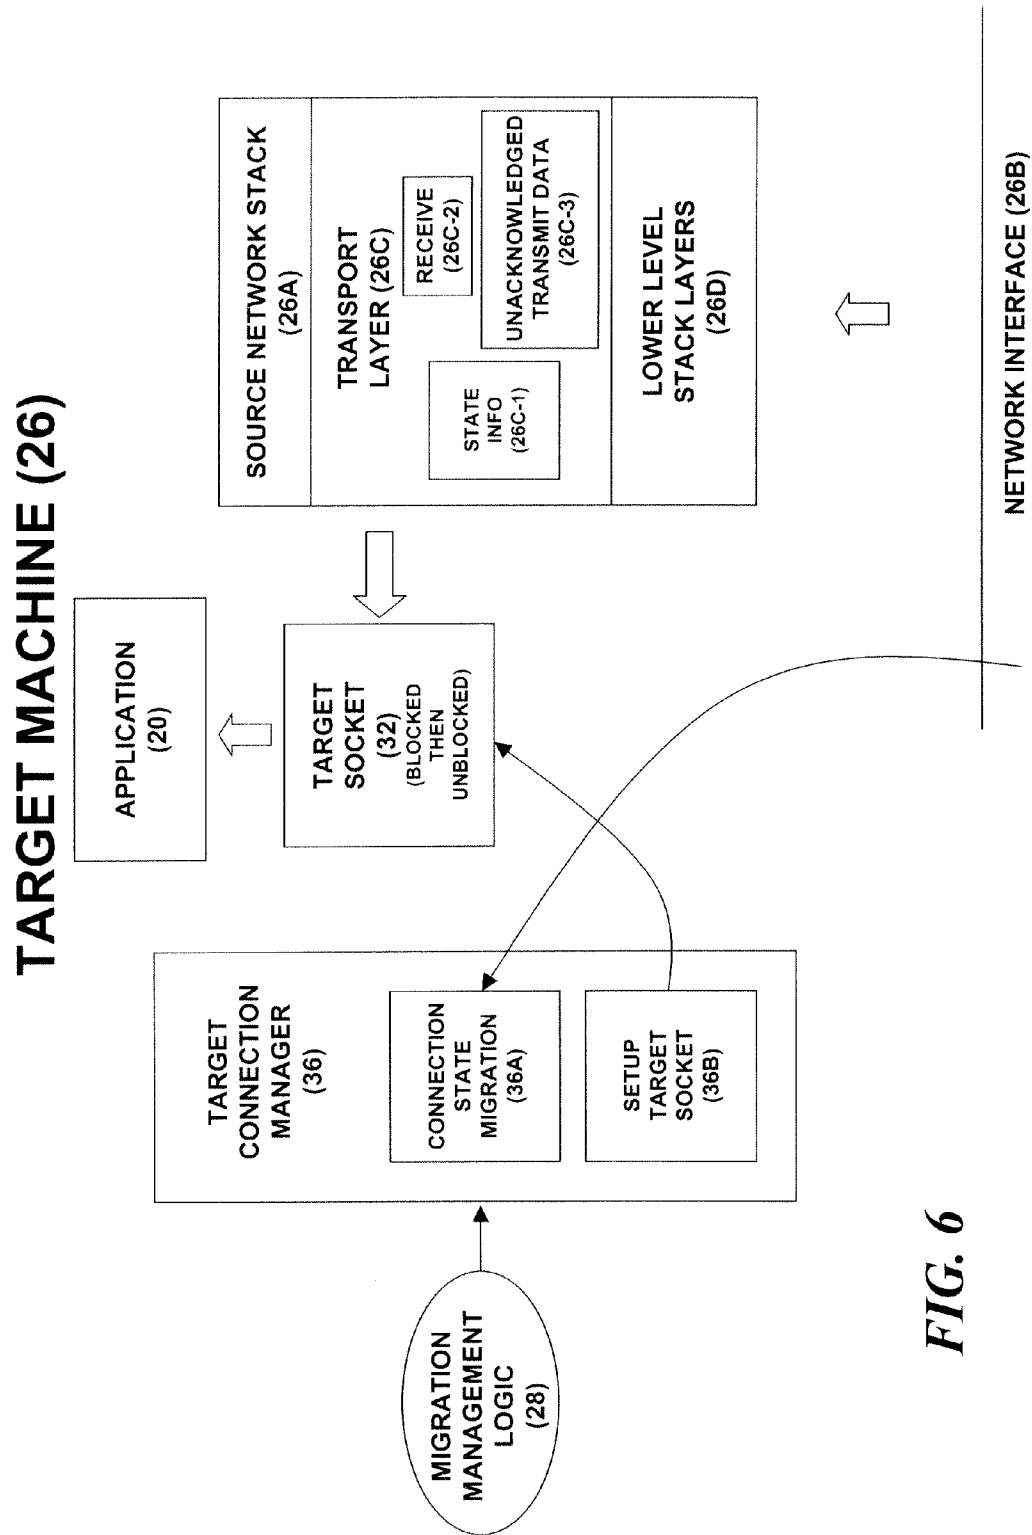 TARGET MACHINE (26)
APPLICATION
(20)
SOURCE NETWORK STACK
(26A)
TRANSPORT
LAYER (26C)
RECEIVE
(26C-2)
STATE
INFO
(26C-1)
UNACKNOWLEDGED
TRANSMIT DATA
(26C-3)
LOWER LEVEL
STACK LAYERS
(26D)
TARGET
SOCKET
(32)
(BLOCKED
THEN
UNBLOCKED)
TARGET
CONNECTION
MANAGER
(36)
CONNECTION
STATE
MIGRATION
(36A)
SETUP
TARGET
SOCKET
(36B)
MIGRATION
MANAGEMENT
LOGIC
(28)
NETWORK INTERFACE (26B)
FIG. 6